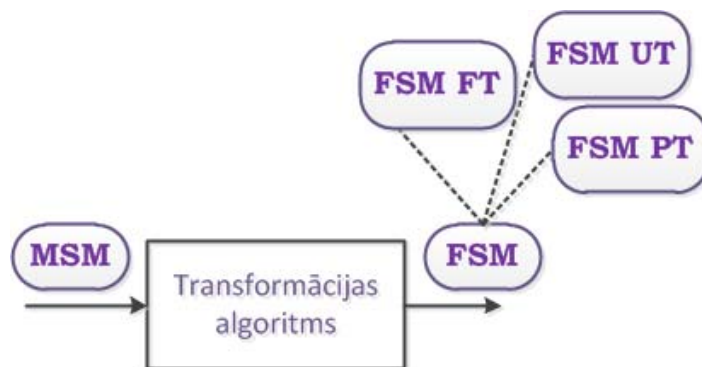 FSM FT
FSM UT
FSM PT
MSM
FSM
Transformācijas
algoritms